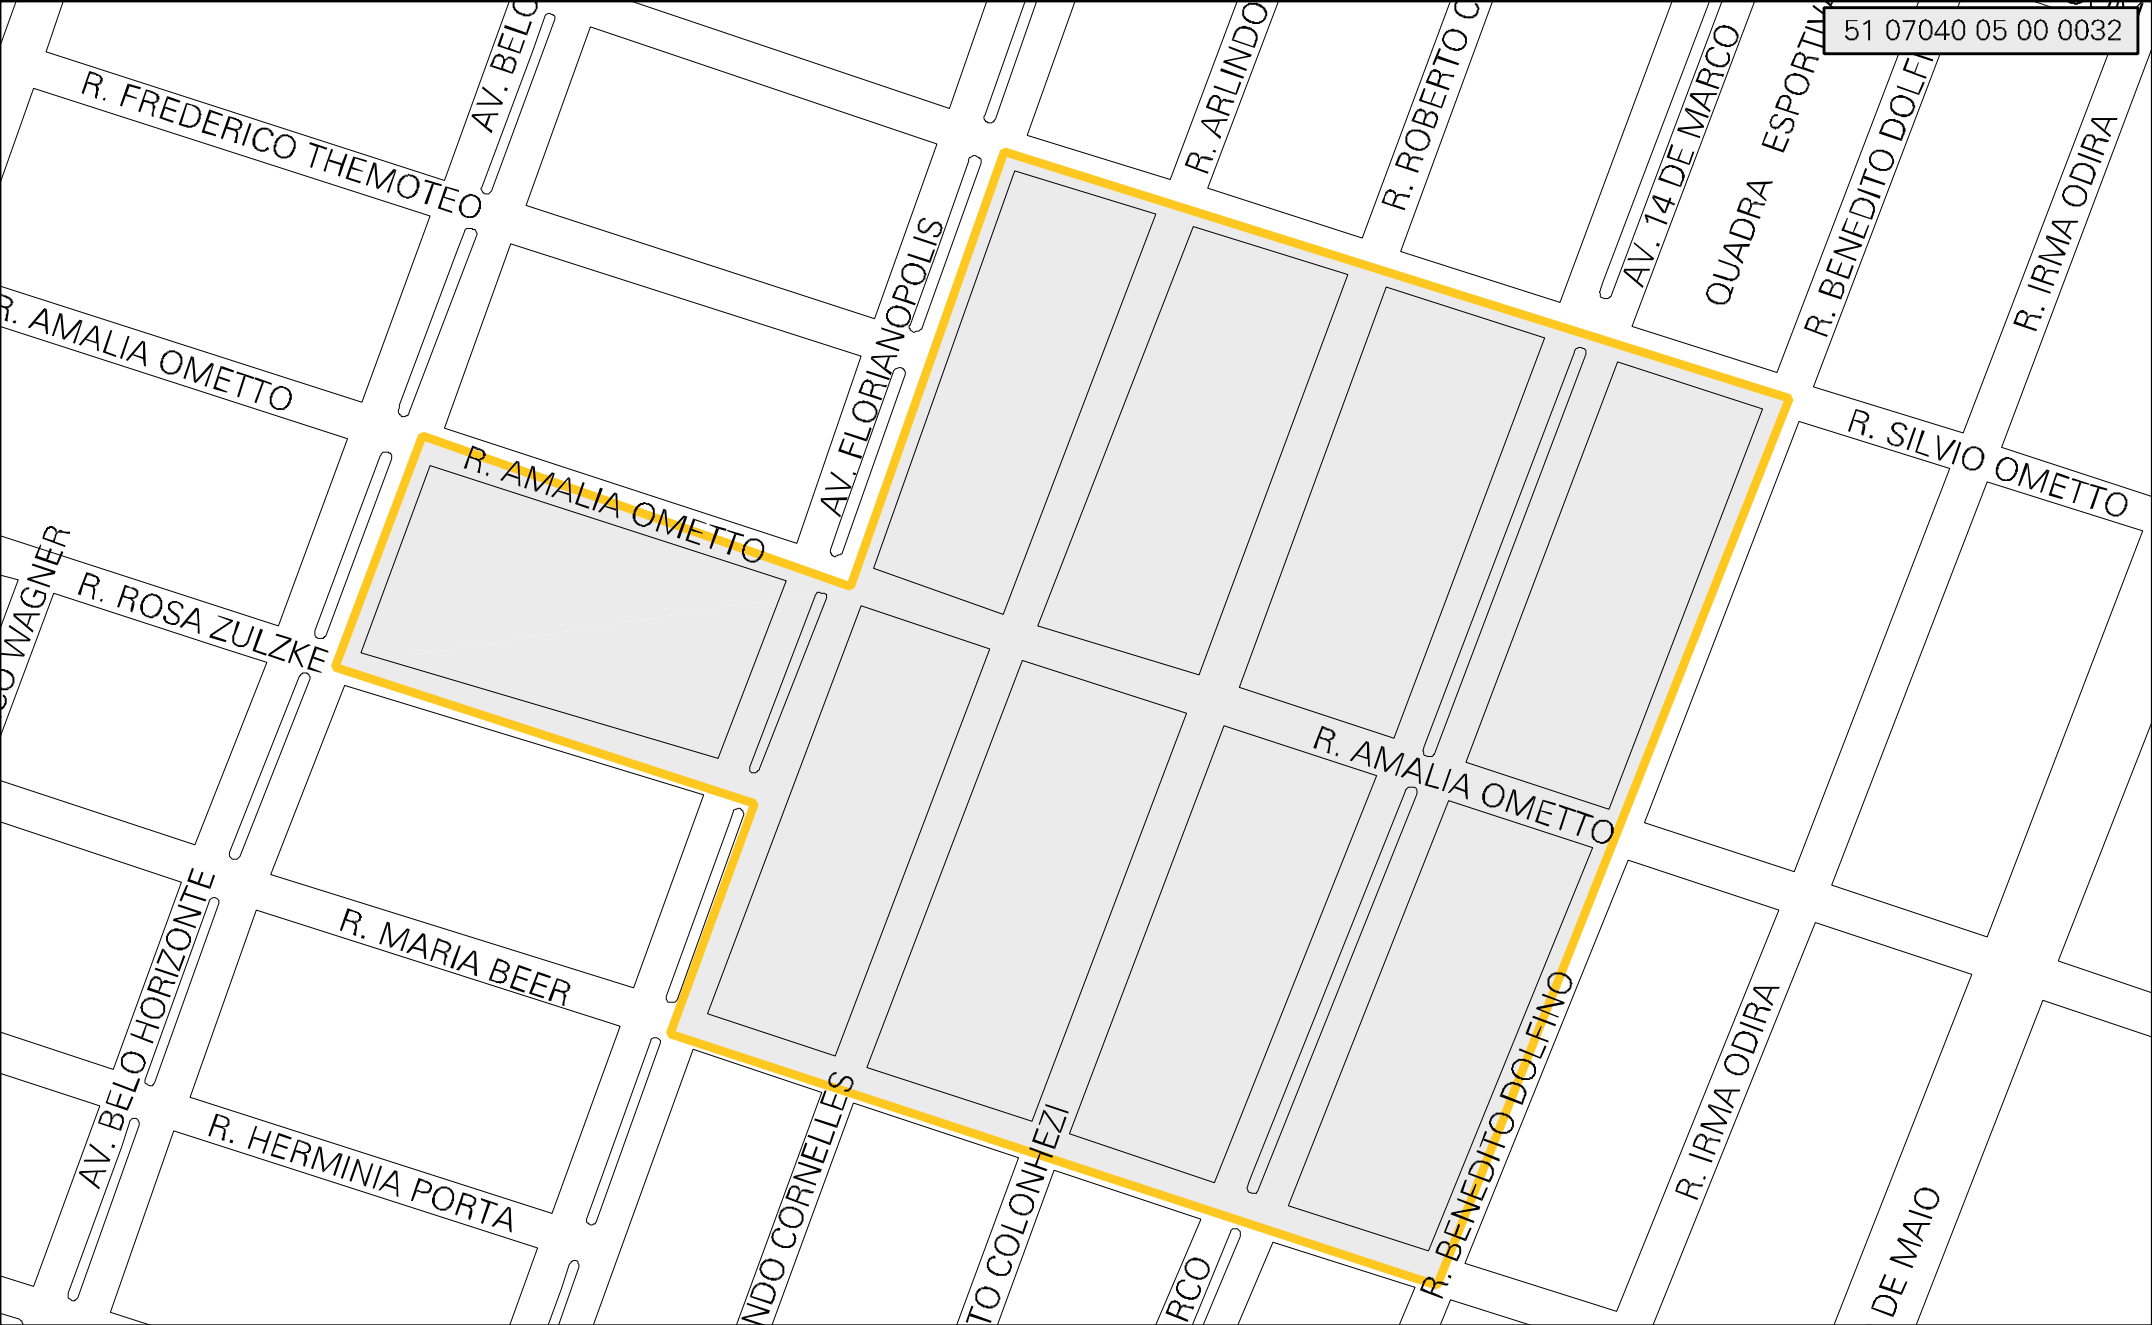 51 07040 05 00 0032
AV. BELO
R. ARLINDO
R. ROBERTO C
AV. 14 DE MARCO
QUADRA ESPORTIV
R. BENEDITO DOLFI
R. IRMA ODIRA
R. FREDERICO THEMOTEO
AV. FLORIANOPOLIS
R. AMALIA OMETTO
R. SILVIO OMETTO
R. AMALIA OMETTO
CO WAGNER
R. ROSA ZULZKE
R. AMALIA OMETTO
AV. BELO HORIZONTE
R. MARIA BEER
R. BENEDITO DOLFINO
R. IRMA ODIRA
R. HERMINIA PORTA
NDO CORNELLES
TO COLONHEZI
RCO
DE MAIO